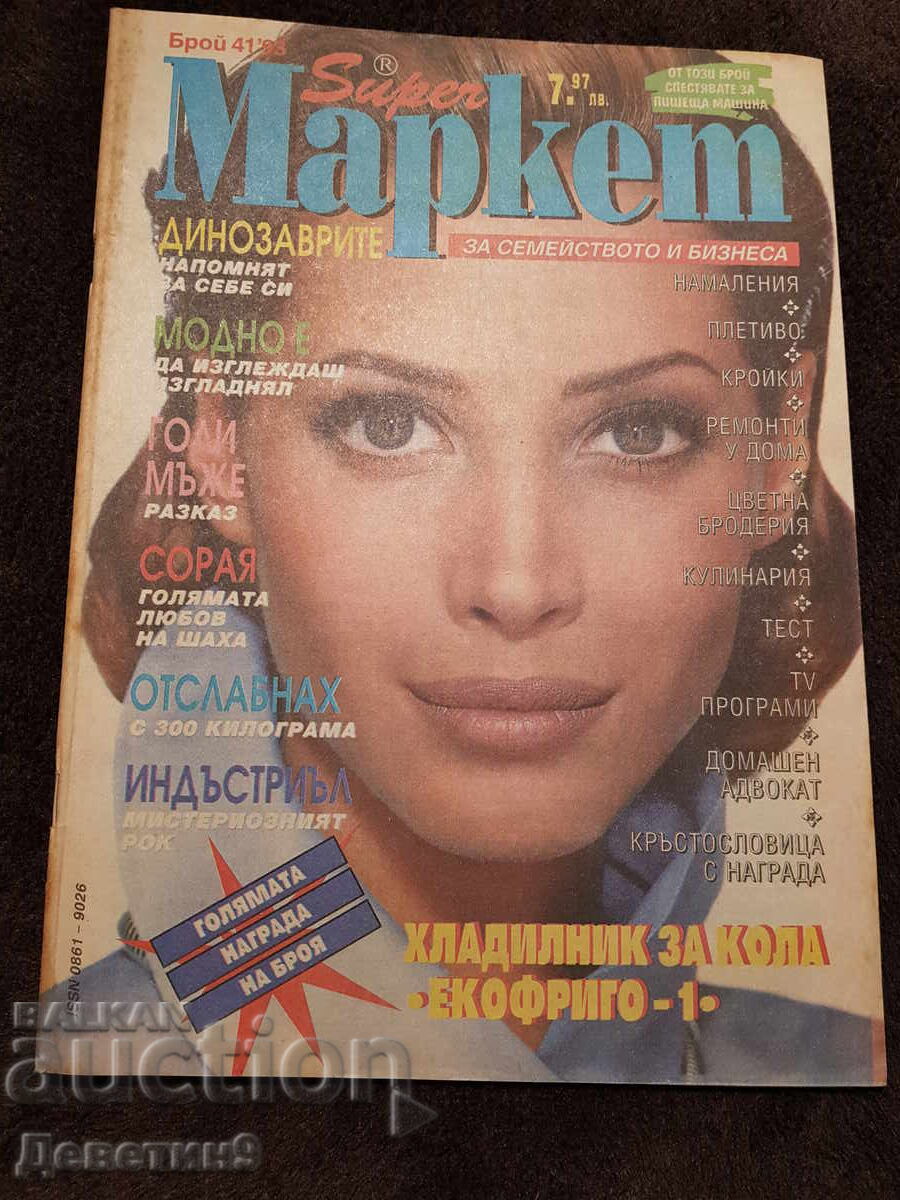 Брой 41'93
Super®
Маркет
7.97 лв.
ОТ ТОЗИ БРОЙ
СПЕСТЯВАТЕ ЗА
ПИШЕЩА МАШИНА
ЗА СЕМЕЙСТВОТО И БИЗНЕСА
ДИНОЗАВРИТЕ
НАПОМНЯТ
ЗА СЕБЕ СИ
МОДНО Е
ДА ИЗГЛЕЖДАШ
ИЗГЛАДНЯЛ
ГОЛИ
МЪЖЕ
РАЗКАЗ
СОРАЯ
ГОЛЯМАТА
ЛЮБОВ
НА ШАХА
ОТСЛАБНАХ
С 300 КИЛОГРАМА
ИНДЪСТРИЪЛ
МИСТЕРИОЗНИЯТ
РОК
НАМАЛЕНИЯ
ПЛЕТИВО
КРОЙКИ
РЕМОНТИ
У ДОМА
ЦВЕТНА
БРОДЕРИЯ
КУЛИНАРИЯ
ТЕСТ
TV
ПРОГРАМИ
ДОМАШЕН
АДВОКАТ
КРЪСТОСЛОВИЦА
С НАГРАДА
ГОЛЯМАТА
НАГРАДА
НА БРОЯ
ХЛАДИЛНИК ЗА КОЛА
•ЕКОФРИГО-1•
ISSN 0861 – 9026
BALKAN
auction
Деветин9